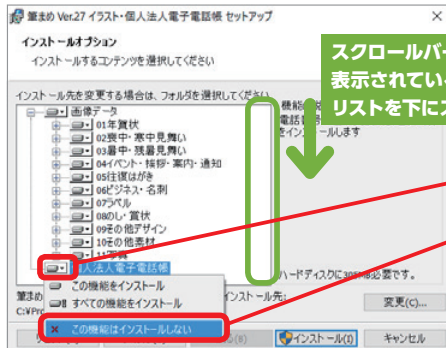 筆まめ Ver.27 イラスト・個人法人電子電話帳 セットアップ
インストールオプション
インストールするコンテンツを選択してください
スクロールバー
表示されてい
リストを下に
インストール先を変更する場合は、フォルダを選択してください
画像データ
01年賀状
02喪中・寒中見舞い
03暑中・残暑見舞い
04イベント・挨拶・案内・通知
05往復はがき
06ビジネス・名刺
07ラベル
08のし・賞状
09その他デザイン
10その他素材
11写真
個人法人電子電話帳
機能の
電話
をイン トールします
ハードディスクに 必要です。
この機能をインストール
すべての機能をインストール
この機能はインストールしない
筆まめ
インストール先:
C:¥Pro
変更(C)...
インストール(I)
キャンセル